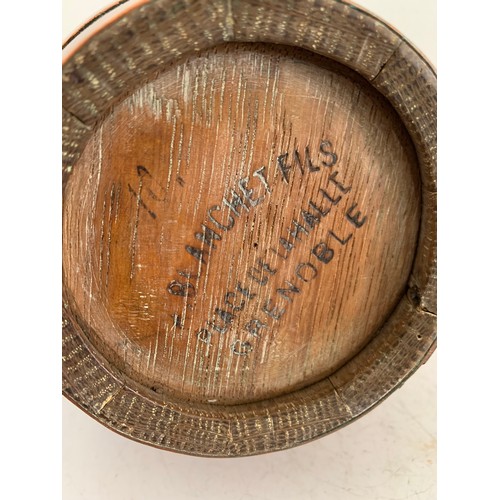 BLANCHET FILS
PLACE DE LA HALLE
GRENOBLE